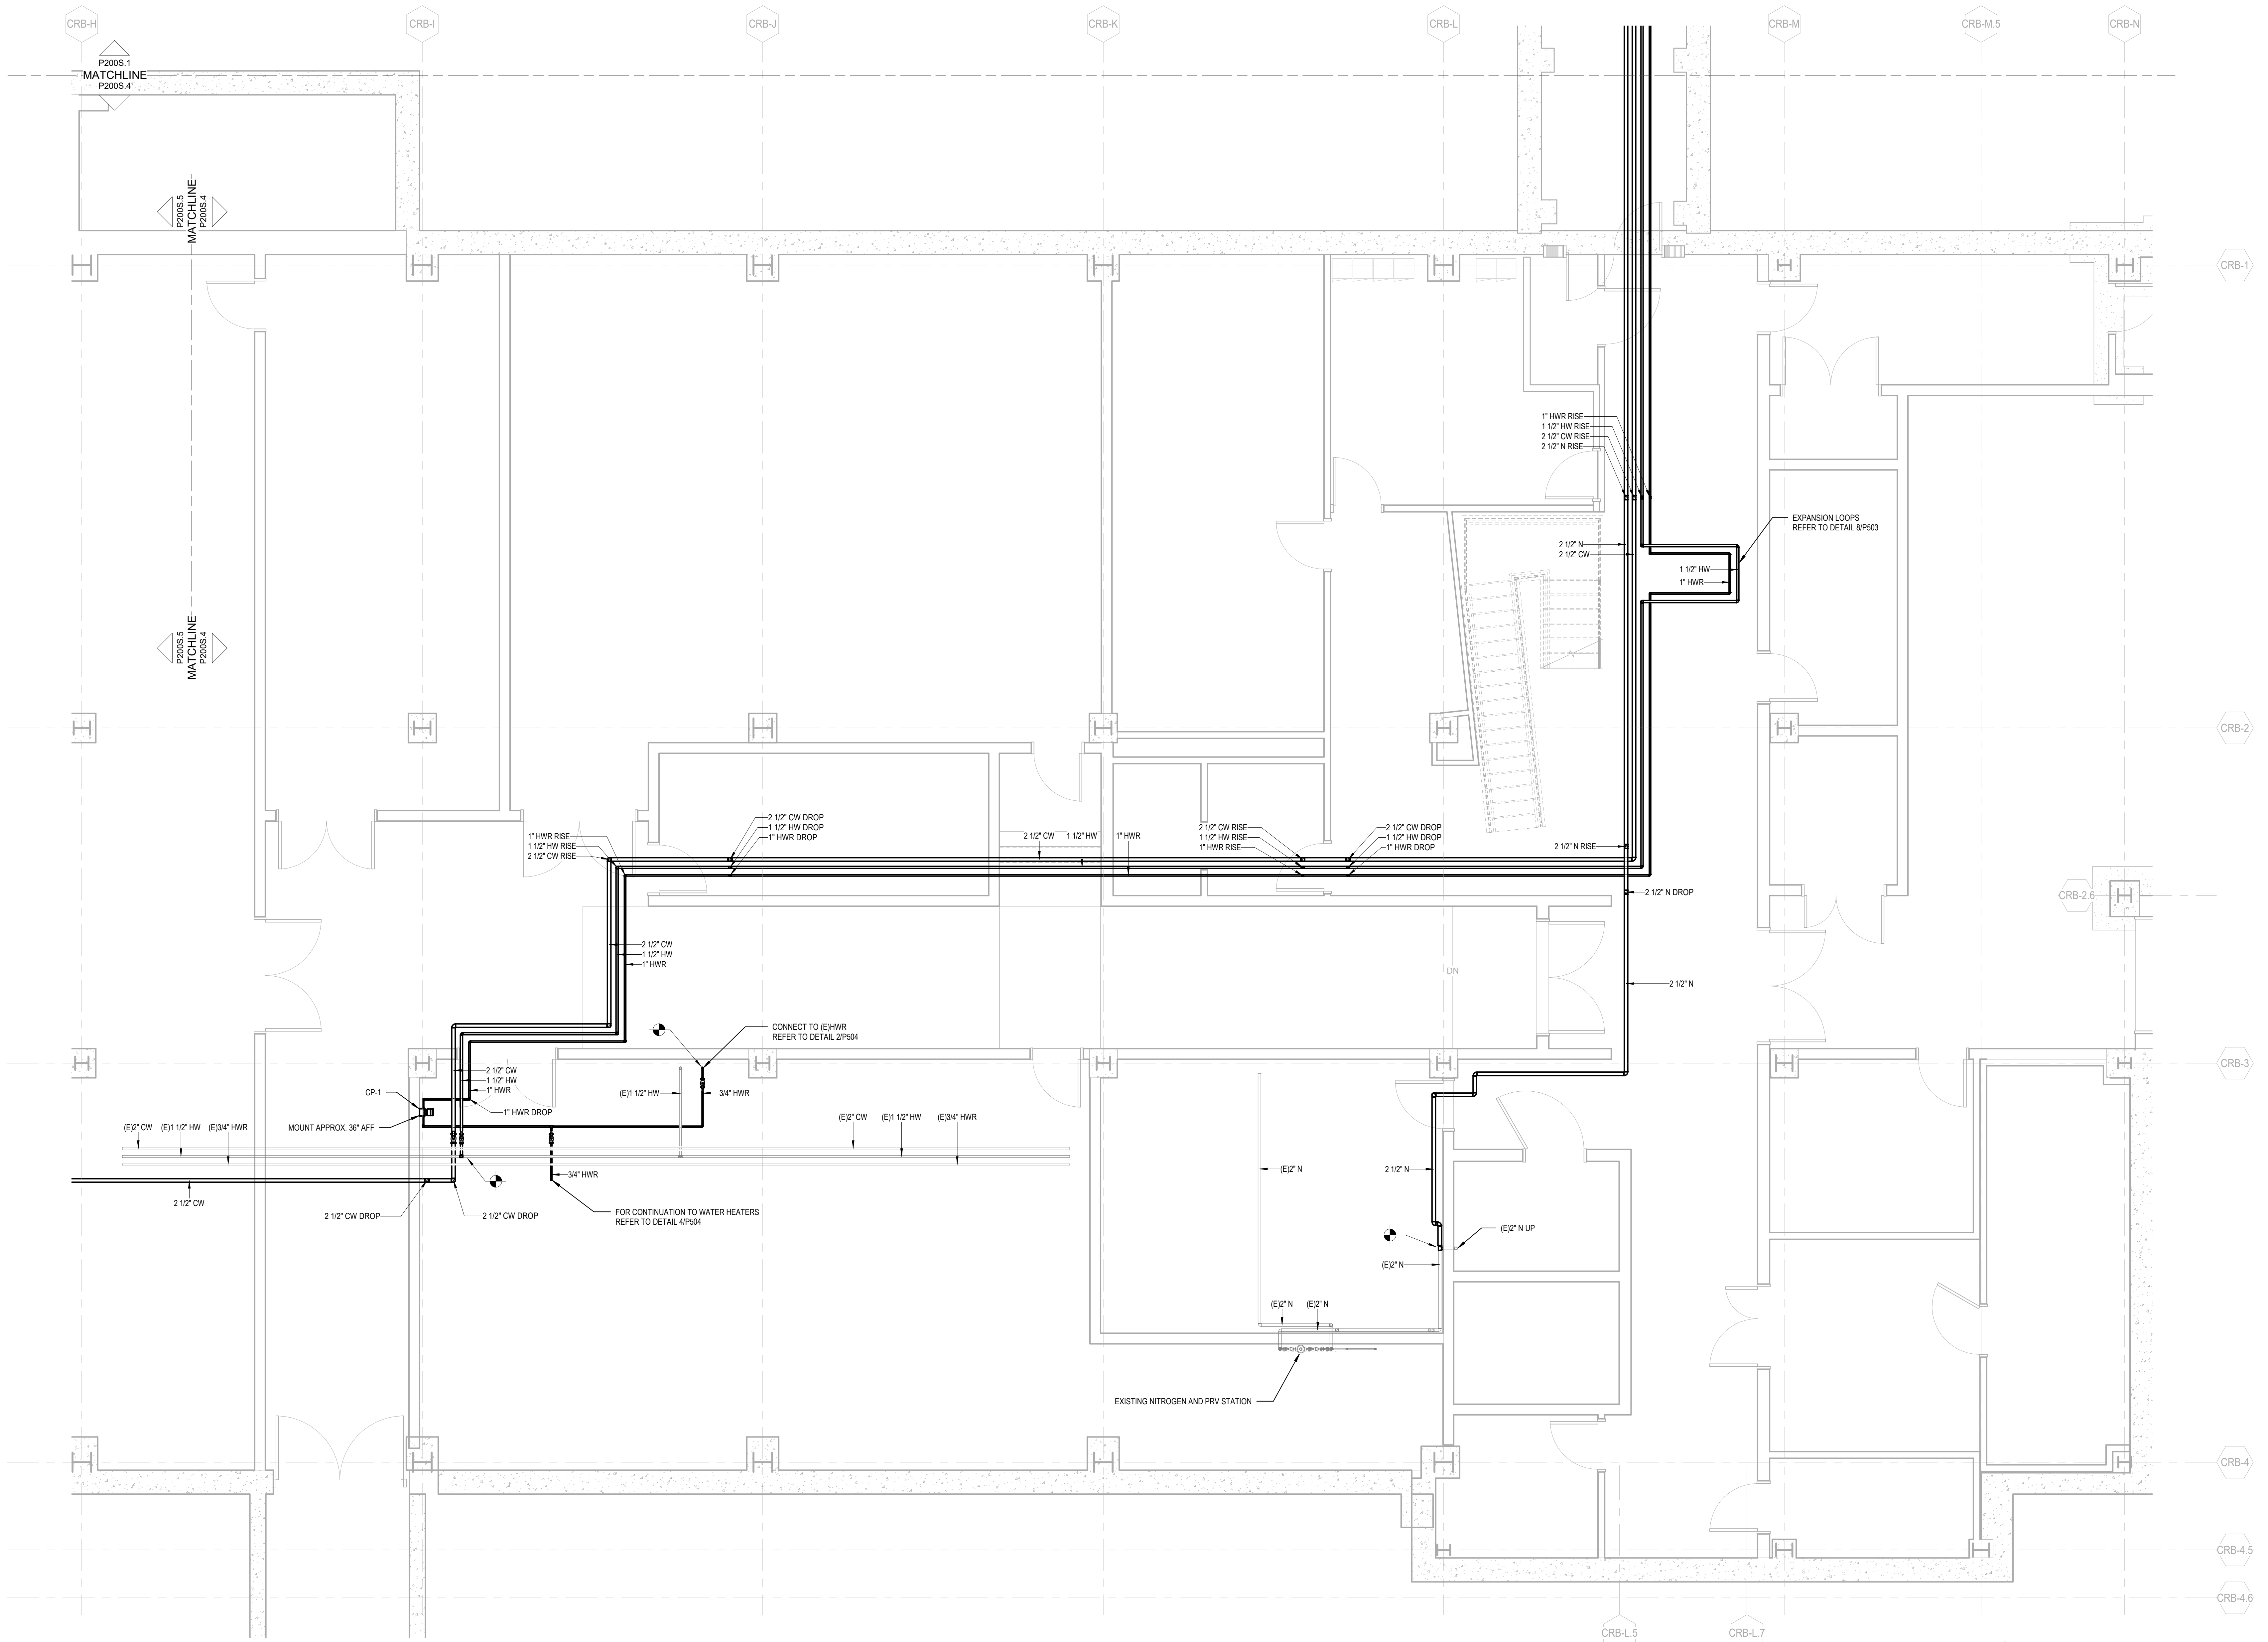 CRB-H
CRB-I
CRB-J
CRB-K
CRB-L
CRB-M
CRB-M.5
CRB-N
P200S.1
MATCHLINE
P200S.4
P200S.5
MATCHLINE
P200S.4
CRB-1
1" HWR RISE
1 1/2" HW RISE
2 1/2" CW RISE
2 1/2" N RISE
EXPANSION LOOPS
REFER TO DETAIL 8/P503
2 1/2" N
2 1/2" CW
1 1/2" HW
1" HWR
P200S.5
MATCHLINE
P200S.4
CRB-2
2 1/2" CW DROP
1 1/2" HW DROP
1" HWR DROP
1" HWR RISE
1 1/2" HW RISE
2 1/2" CW RISE
2 1/2" CW
1 1/2" HW
1" HWR
2 1/2" CW RISE
1 1/2" HW RISE
1" HWR RISE
2 1/2" CW DROP
1 1/2" HW DROP
1" HWR DROP
2 1/2" N RISE
2 1/2" N DROP
CRB-2.6
2 1/2" CW
1 1/2" HW
1" HWR
DN
2 1/2" N
CONNECT TO (E)HWR
REFER TO DETAIL 2/P504
CRB-3
2 1/2" CW
1 1/2" HW
1" HWR
CP-1
(E)1 1/2" HW
3/4" HWR
1" HWR DROP
MOUNT APPROX. 36" AFF
(E)2" CW
(E)1 1/2" HW
(E)3/4" HWR
(E)2" CW
(E)1 1/2" HW
(E)3/4" HWR
3/4" HWR
(E)2" N
2 1/2" N
2 1/2" CW
2 1/2" CW DROP
2 1/2" CW DROP
FOR CONTINUATION TO WATER HEATERS
REFER TO DETAIL 4/P504
(E)2" N UP
(E)2" N
(E)2" N
(E)2" N
EXISTING NITROGEN AND PRV STATION
CRB-4
CRB-4.5
CRB-4.6
CRB-L.5
CRB-L.7